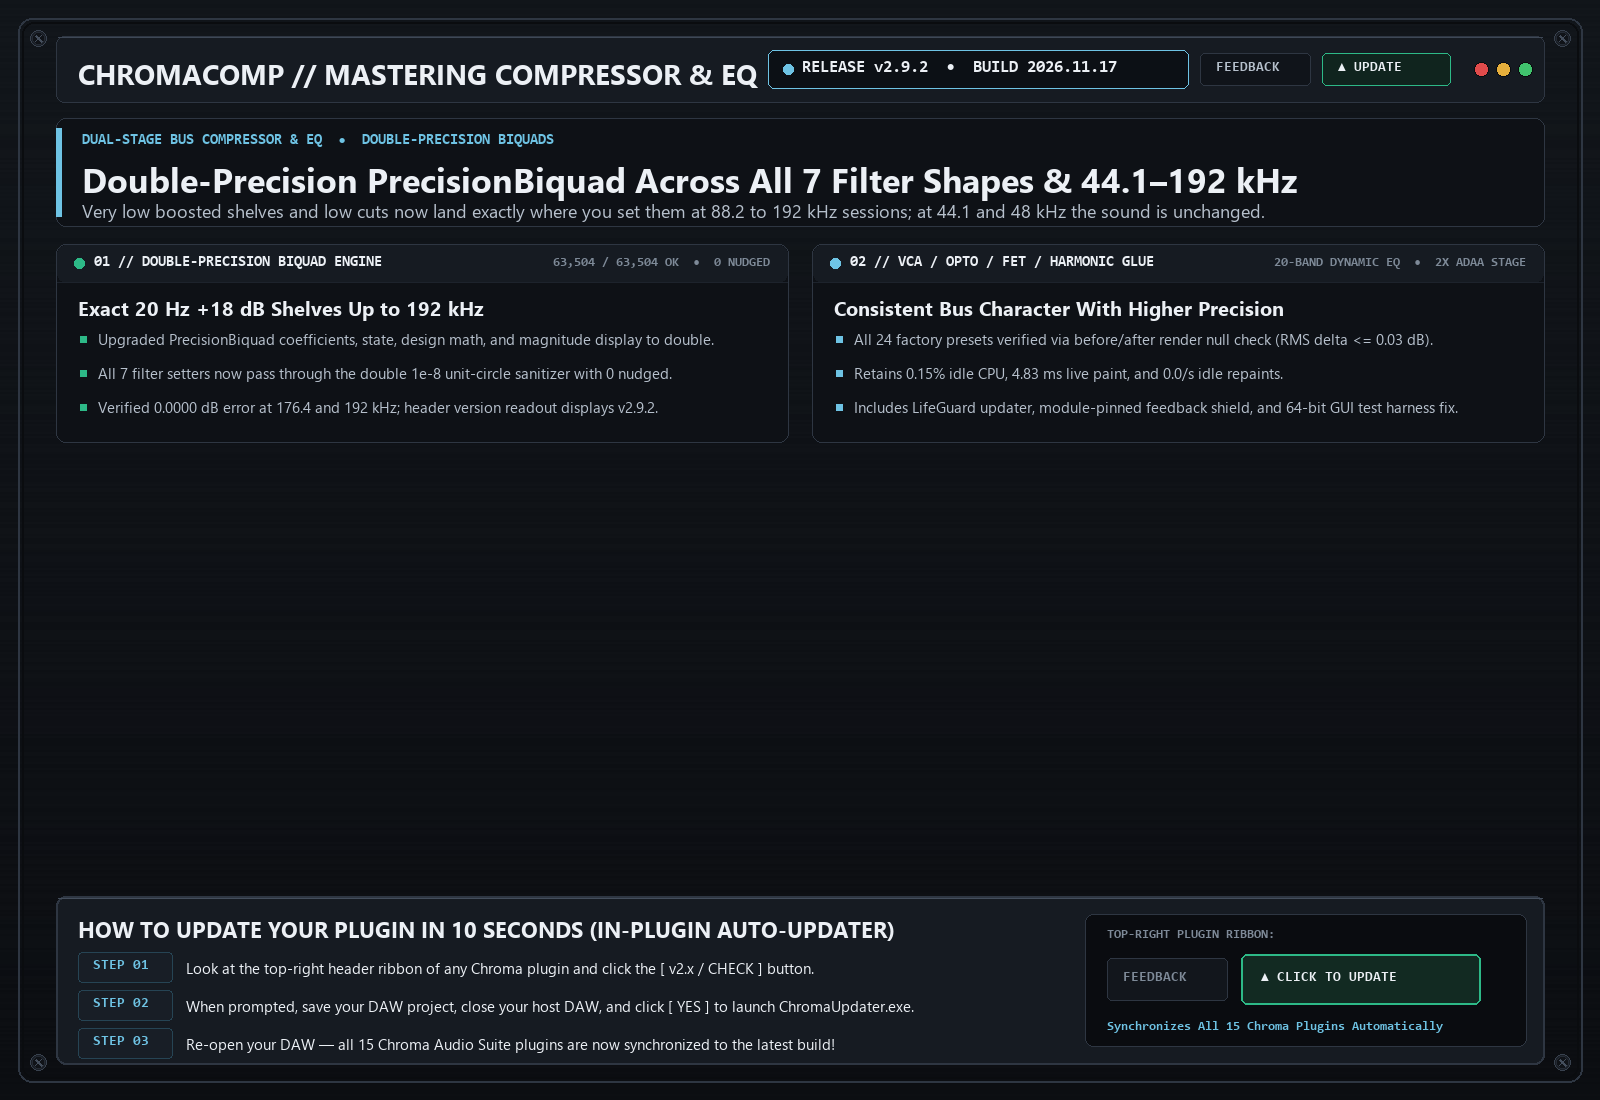 CHROMACOMP // MASTERING COMPRESSOR & EQ
RELEASE v2.9.2 • BUILD 2026.11.17
FEEDBACK
▲ UPDATE
DUAL-STAGE BUS COMPRESSOR & EQ • DOUBLE-PRECISION BIQUADS
Double-Precision PrecisionBiquad Across All 7 Filter Shapes & 44.1–192 kHz
Very low boosted shelves and low cuts now land exactly where you set them at 88.2 to 192 kHz sessions; at 44.1 and 48 kHz the sound is unchanged.
01 // DOUBLE-PRECISION BIQUAD ENGINE
63,504 / 63,504 OK • 0 NUDGED
Exact 20 Hz +18 dB Shelves Up to 192 kHz
Upgraded PrecisionBiquad coefficients, state, design math, and magnitude display to double.
All 7 filter setters now pass through the double 1e-8 unit-circle sanitizer with 0 nudged.
Verified 0.0000 dB error at 176.4 and 192 kHz; header version readout displays v2.9.2.
02 // VCA / OPTO / FET / HARMONIC GLUE
20-BAND DYNAMIC EQ • 2X ADAA STAGE
Consistent Bus Character With Higher Precision
All 24 factory presets verified via before/after render null check (RMS delta <= 0.03 dB).
Retains 0.15% idle CPU, 4.83 ms live paint, and 0.0/s idle repaints.
Includes LifeGuard updater, module-pinned feedback shield, and 64-bit GUI test harness fix.
HOW TO UPDATE YOUR PLUGIN IN 10 SECONDS (IN-PLUGIN AUTO-UPDATER)
STEP 01
Look at the top-right header ribbon of any Chroma plugin and click the [ v2.x / CHECK ] button.
STEP 02
When prompted, save your DAW project, close your host DAW, and click [ YES ] to launch ChromaUpdater.exe.
STEP 03
Re-open your DAW — all 15 Chroma Audio Suite plugins are now synchronized to the latest build!
TOP-RIGHT PLUGIN RIBBON:
FEEDBACK
▲ CLICK TO UPDATE
Synchronizes All 15 Chroma Plugins Automatically